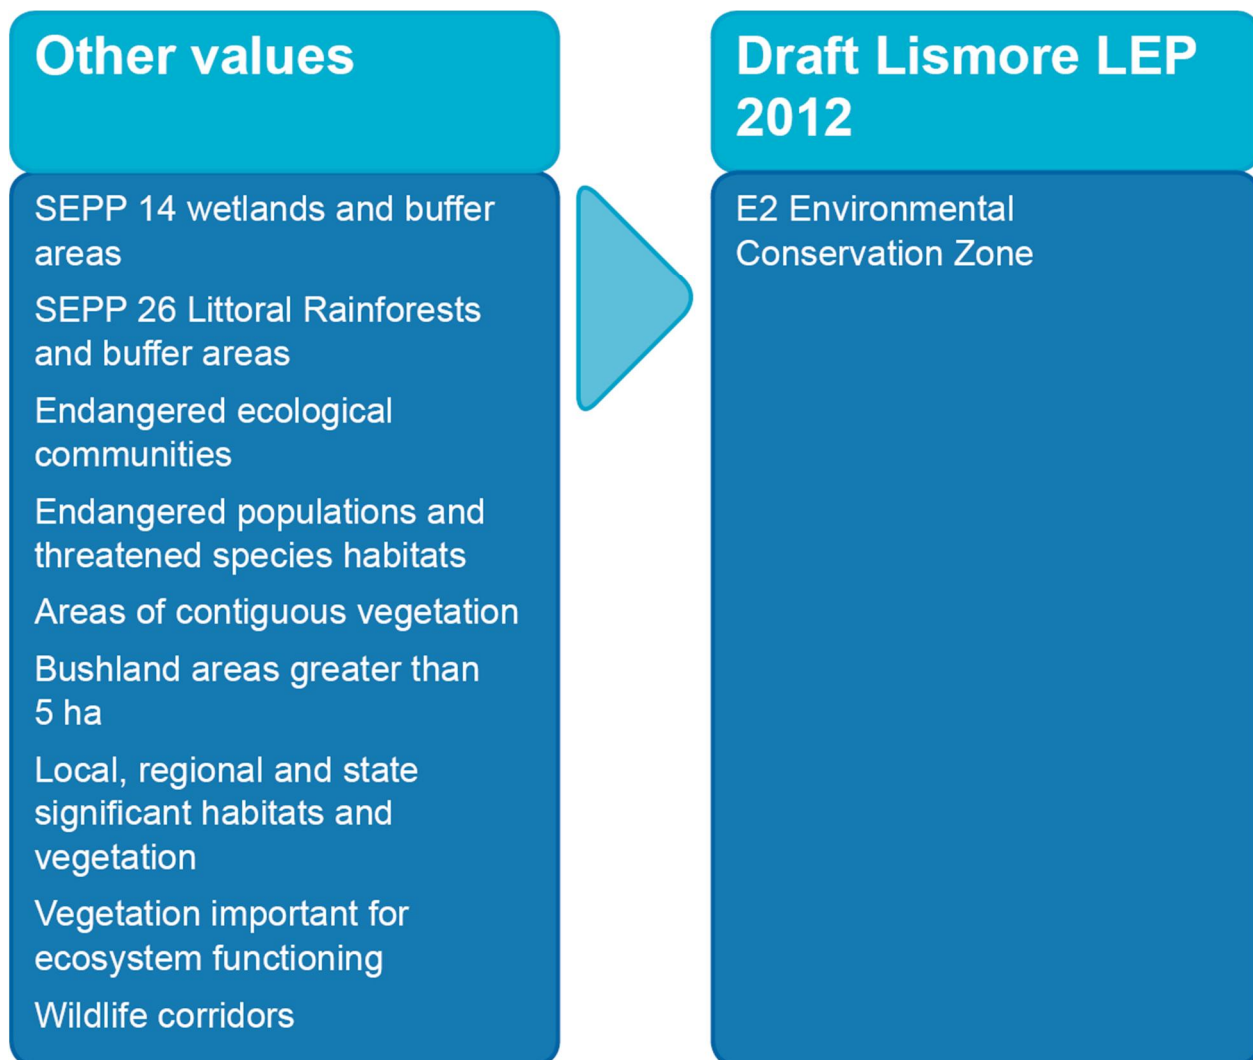 Other values
SEPP 14 wetlands and buffer
areas
SEPP 26 Littoral Rainforests
and buffer areas
Endangered ecological
communities
Endangered populations and
threatened species habitats
Areas of contiguous vegetation
Bushland areas greater than
5 ha
Local, regional and state
significant habitats and
vegetation
Vegetation important for
ecosystem functioning
Wildlife corridors
Draft Lismore LEP
2012
E2 Environmental
Conservation Zone